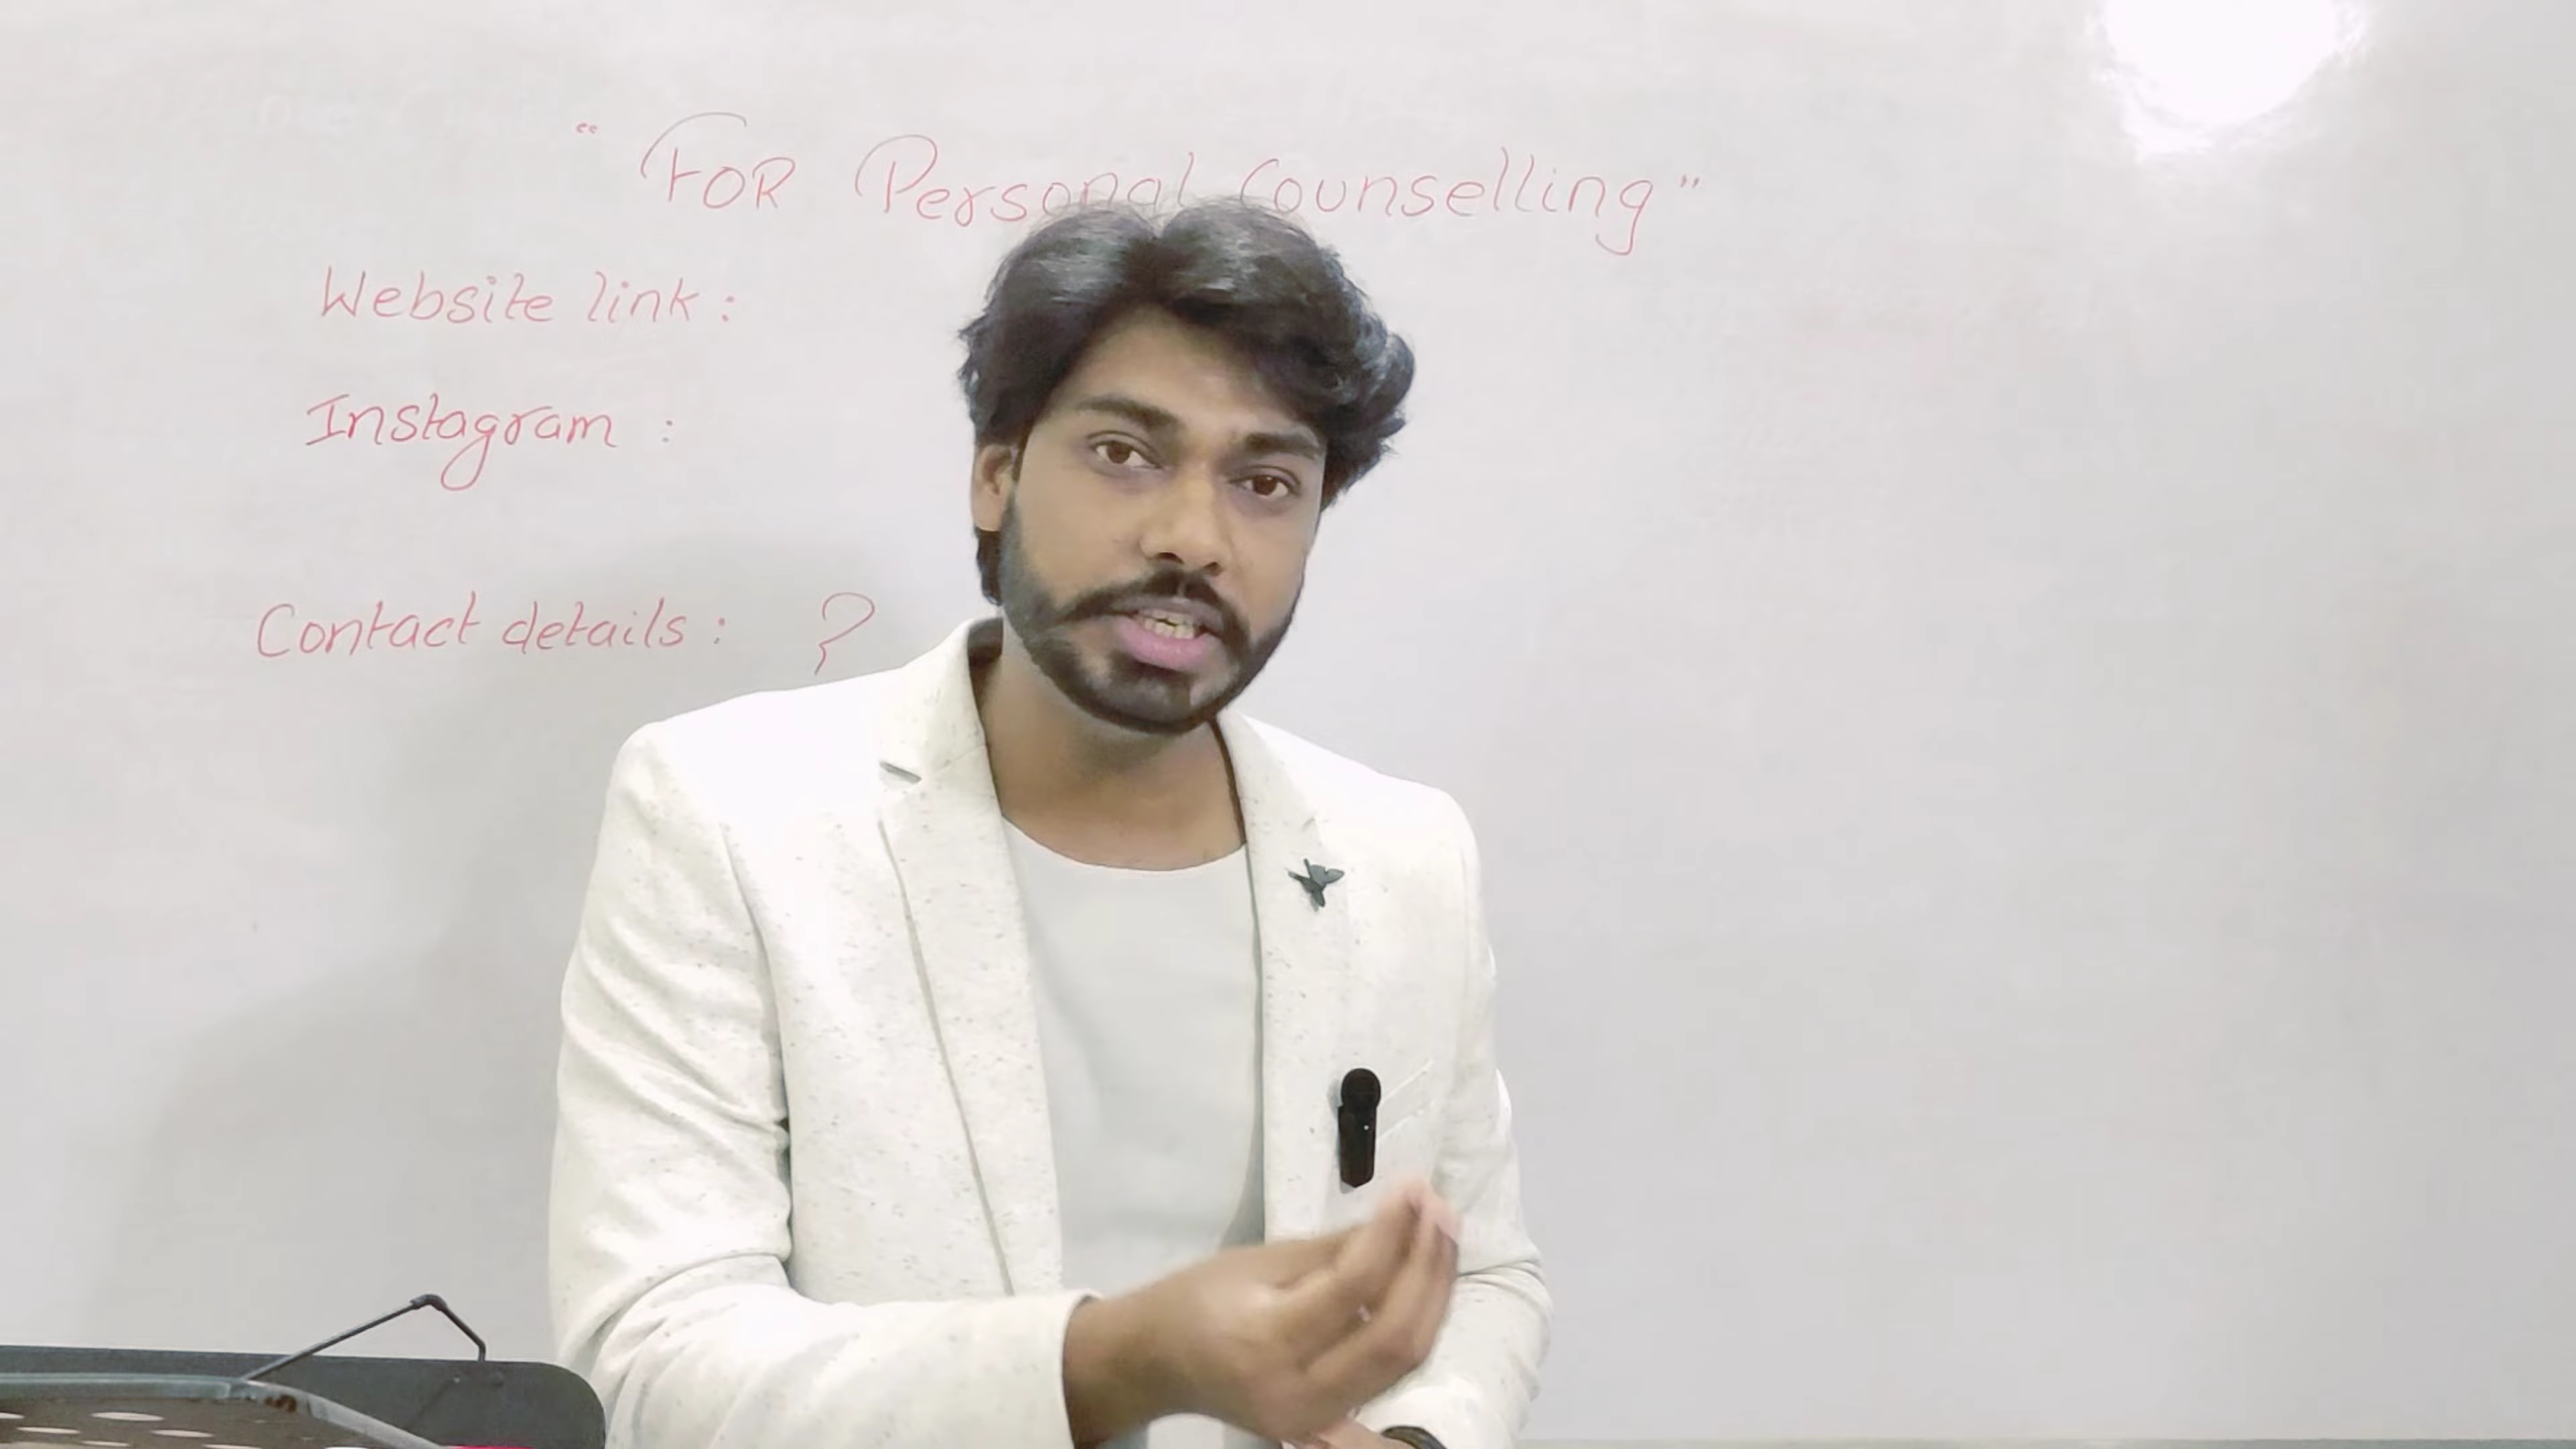 “ FOR Personal Counselling ”
Website link :
Instagram :
Contact details : ?